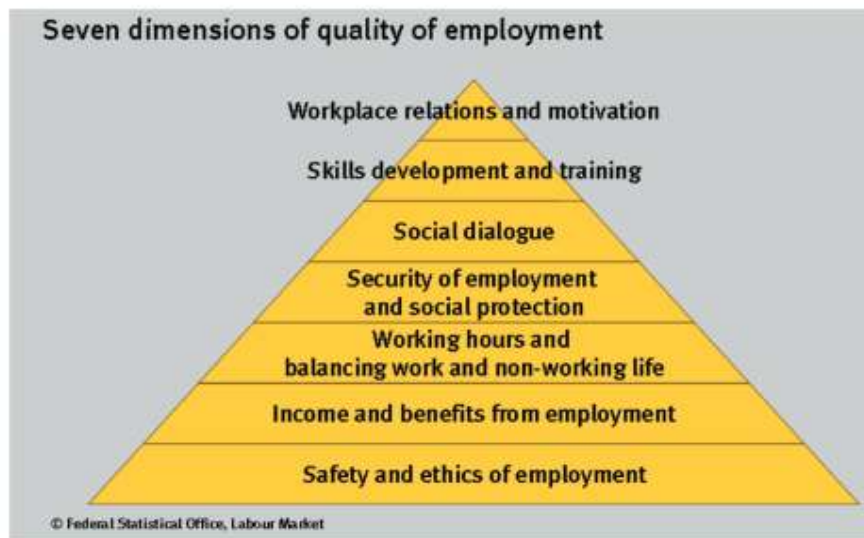 Seven dimensions of quality of employment
Workplace relations and motivation
Skills development and training
Social dialogue
Security of employment
and social protection
Working hours and
balancing work and non-working life
Income and benefits from employment
Safety and ethics of employment
© Federal Statistical Office, Labour Market